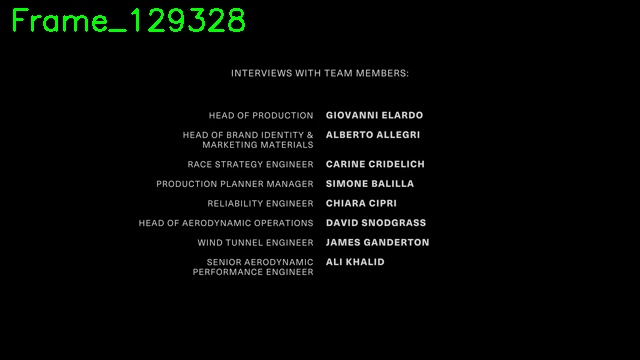 Frame_129328
INTERVIEWS WITH TEAM MEMBERS:
HEAD OF PRODUCTION GIOVANNI ELARDO
HEAD OF BRAND IDENTITY & ALBERTO ALLEGRI
MARKETING MATERIALS
RACE STRATEGY ENGINEER CARINE CRIDELICH
PRODUCTION PLANNER MANAGER SIMONE BALILLA
RELIABILITY ENGINEER CHIARA CIPRI
HEAD OF AERODYNAMIC OPERATIONS DAVID SNODGRASS
WIND TUNNEL ENGINEER JAMES GANDERTON
SENIOR AERODYNAMIC ALI KHALID
PERFORMANCE ENGINEER